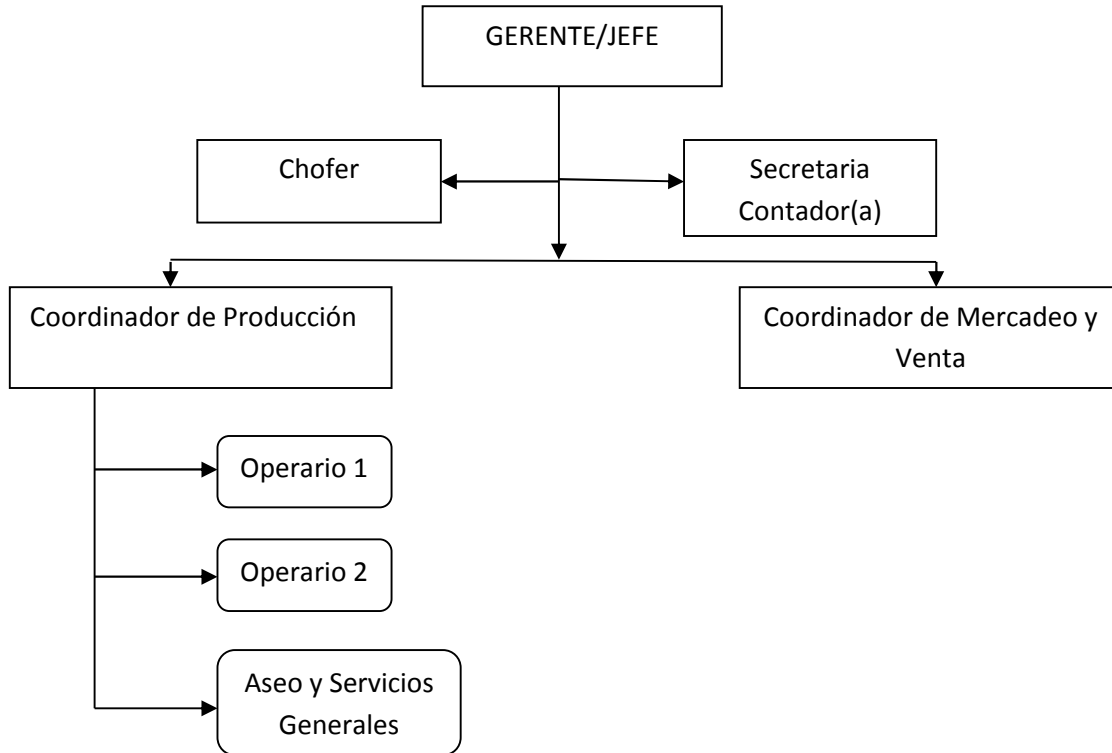 GERENTE/JEFE
Chofer
Secretaria
Contador(a)
Coordinador de Producción
Coordinador de Mercadeo y
Venta
Operario 1
Operario 2
Aseo y Servicios
Generales